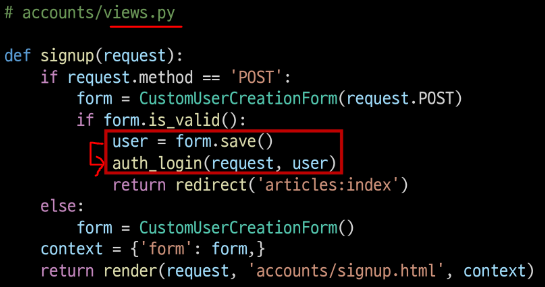 # accounts/views.py
def signup(request):
    if request.method == 'POST':
        form = CustomUserCreationForm(request.POST)
        if form.is_valid():
            user = form.save()
            auth_login(request, user)
            return redirect('articles:index')
    else:
        form = CustomUserCreationForm()
    context = {'form': form,}
    return render(request, 'accounts/signup.html', context)